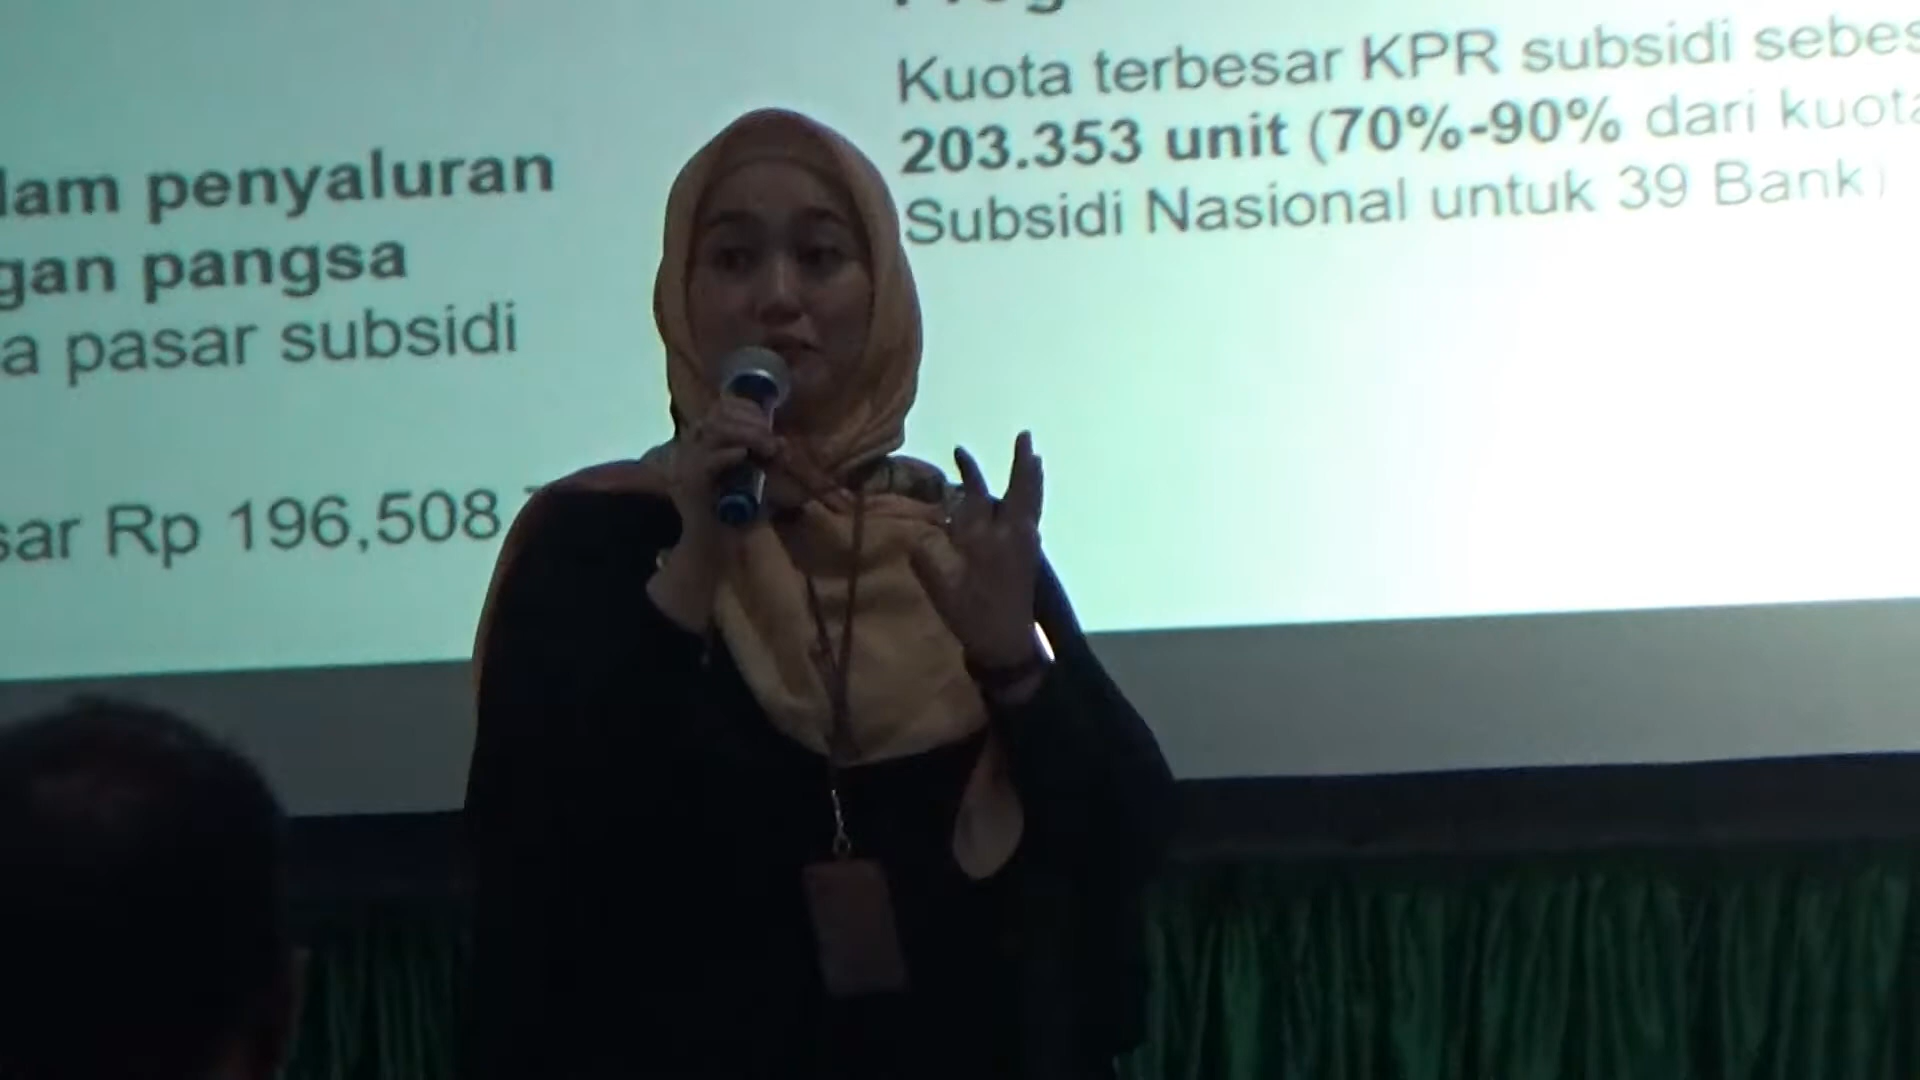 lam penyaluran
gan pangsa
a pasar subsidi
sar Rp 196,508
Kuota terbesar KPR subsidi sebes
203.353 unit (70%-90% dari kuota
Subsidi Nasional untuk 39 Bank)